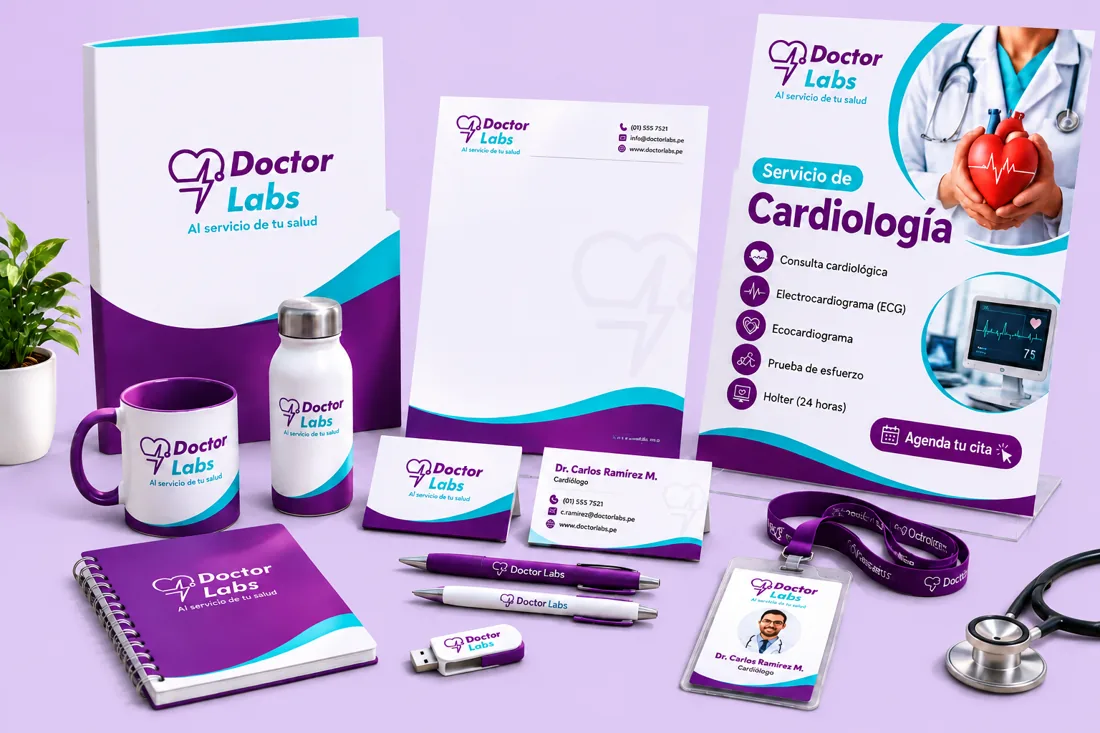 Doctor
Labs
Al servicio de tu salud
Doctor
Labs
Al servicio de tu salud
(01) 555 7521
info@doctorlabs.pe
www.doctorlabs.pe
Doctor
Labs
Al servicio de tu salud
Servicio de
Cardiología
Consulta cardiológica
Electrocardiograma (ECG)
Ecocardiograma
Prueba de esfuerzo
Holter (24 horas)
75
Agenda tu cita
Doctor
Labs
Al servicio de tu salud
Doctor
Labs
Al servicio de tu salud
Doctor
Labs
Al servicio de tu salud
Dr. Carlos Ramírez M.
Cardiólogo
(01) 555 7521
c.ramirez@doctorlabs.pe
www.doctorlabs.pe
Doctor
Labs
Al servicio de tu salud
Doctor Labs
Doctor Labs
Doctor
Labs
Doctor
Labs
Al servicio de tu salud
Dr. Carlos Ramírez M.
Cardiólogo